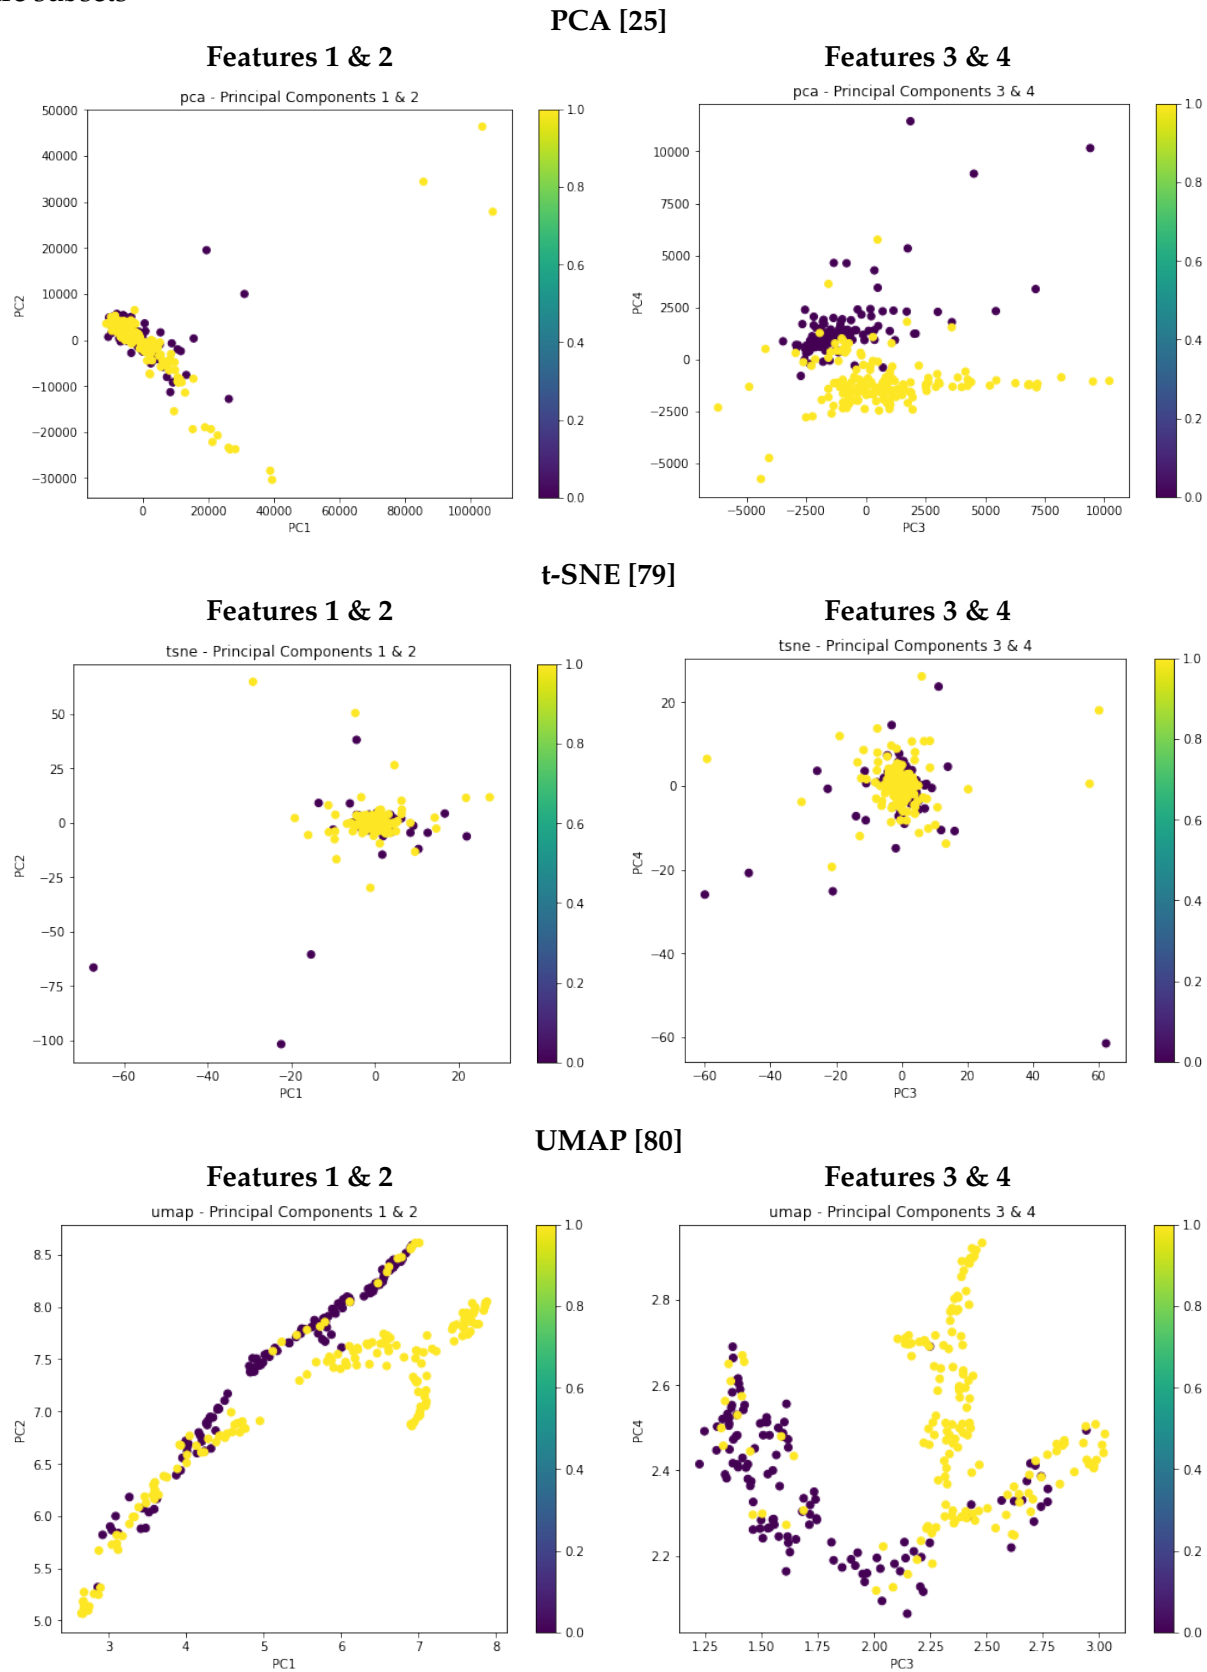 PCA [25]
Features 1 & 2
Features 3 & 4
pca - Principal Components 1 & 2
50000
40000
30000
20000
10000
0
−10000
−20000
−30000
PC2
0 20000 40000 60000 80000 100000
PC1
1.0
0.8
0.6
0.4
0.2
0.0
pca - Principal Components 3 & 4
10000
7500
5000
2500
0
−2500
−5000
PC4
−5000 −2500 0 2500 5000 7500 10000
PC3
1.0
0.8
0.6
0.4
0.2
0.0
t-SNE [79]
Features 1 & 2
Features 3 & 4
tsne - Principal Components 1 & 2
50
25
0
−25
−50
−75
−100
PC2
−60 −40 −20 0 20
PC1
1.0
0.8
0.6
0.4
0.2
0.0
tsne - Principal Components 3 & 4
20
0
−20
−40
−60
PC4
−60 −40 −20 0 20 40 60
PC3
1.0
0.8
0.6
0.4
0.2
0.0
UMAP [80]
Features 1 & 2
Features 3 & 4
umap - Principal Components 1 & 2
8.5
8.0
7.5
7.0
6.5
6.0
5.5
5.0
PC2
3 4 5 6 7 8
PC1
1.0
0.8
0.6
0.4
0.2
0.0
umap - Principal Components 3 & 4
2.8
2.6
2.4
2.2
PC4
1.25 1.50 1.75 2.00 2.25 2.50 2.75 3.00
PC3
1.0
0.8
0.6
0.4
0.2
0.0